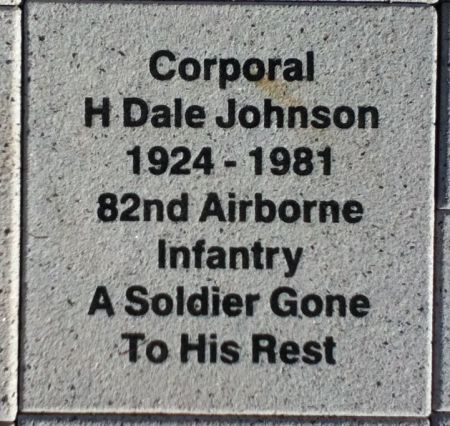 Corporal
H Dale Johnson
1924 - 1981
82nd Airborne
Infantry
A Soldier Gone
To His Rest